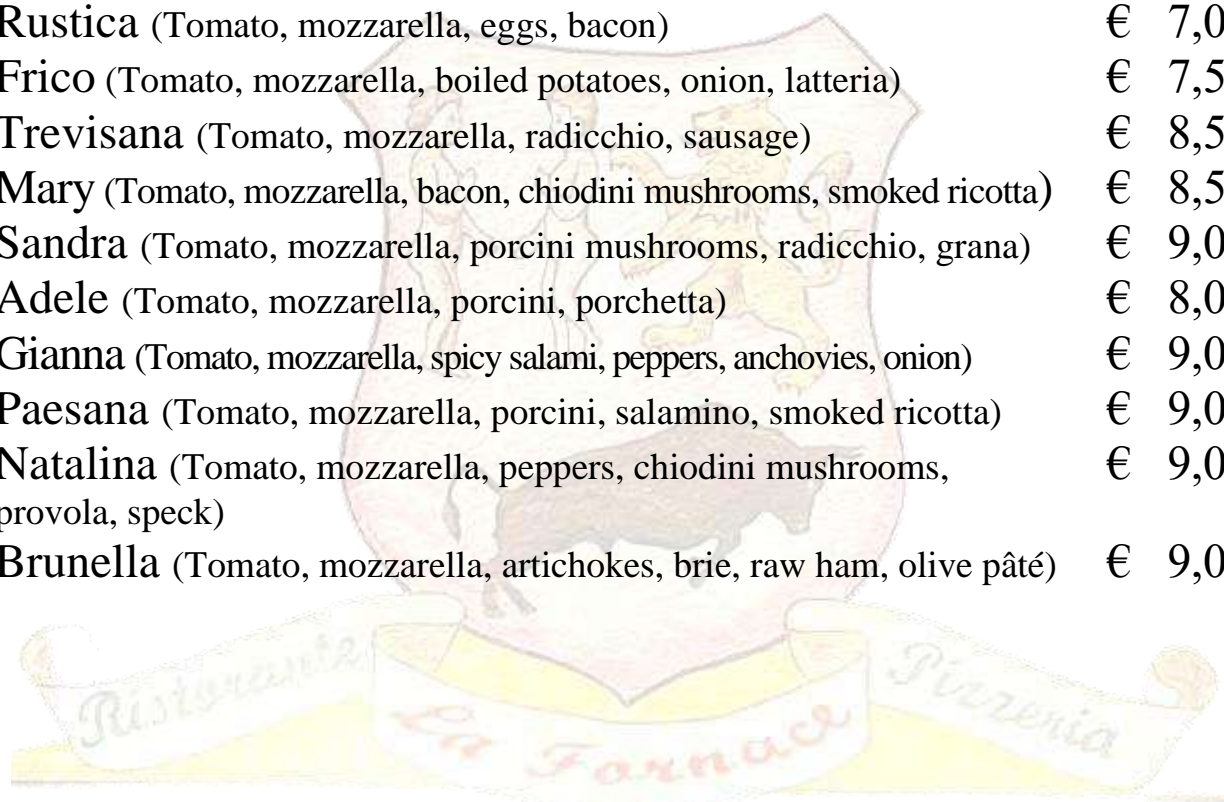 Rustica (Tomato, mozzarella, eggs, bacon) € 7,0
Frico (Tomato, mozzarella, boiled potatoes, onion, latteria) € 7,5
Trevisana (Tomato, mozzarella, radicchio, sausage) € 8,5
Mary (Tomato, mozzarella, bacon, chiodini mushrooms, smoked ricotta) € 8,5
Sandra (Tomato, mozzarella, porcini mushrooms, radicchio, grana) € 9,0
Adele (Tomato, mozzarella, porcini, porchetta) € 8,0
Gianna (Tomato, mozzarella, spicy salami, peppers, anchovies, onion) € 9,0
Paesana (Tomato, mozzarella, porcini, salamino, smoked ricotta) € 9,0
Natalina (Tomato, mozzarella, peppers, chiodini mushrooms, € 9,0
provola, speck)
Brunella (Tomato, mozzarella, artichokes, brie, raw ham, olive pâté) € 9,0
Ristorante Pizzeria
La Fornace